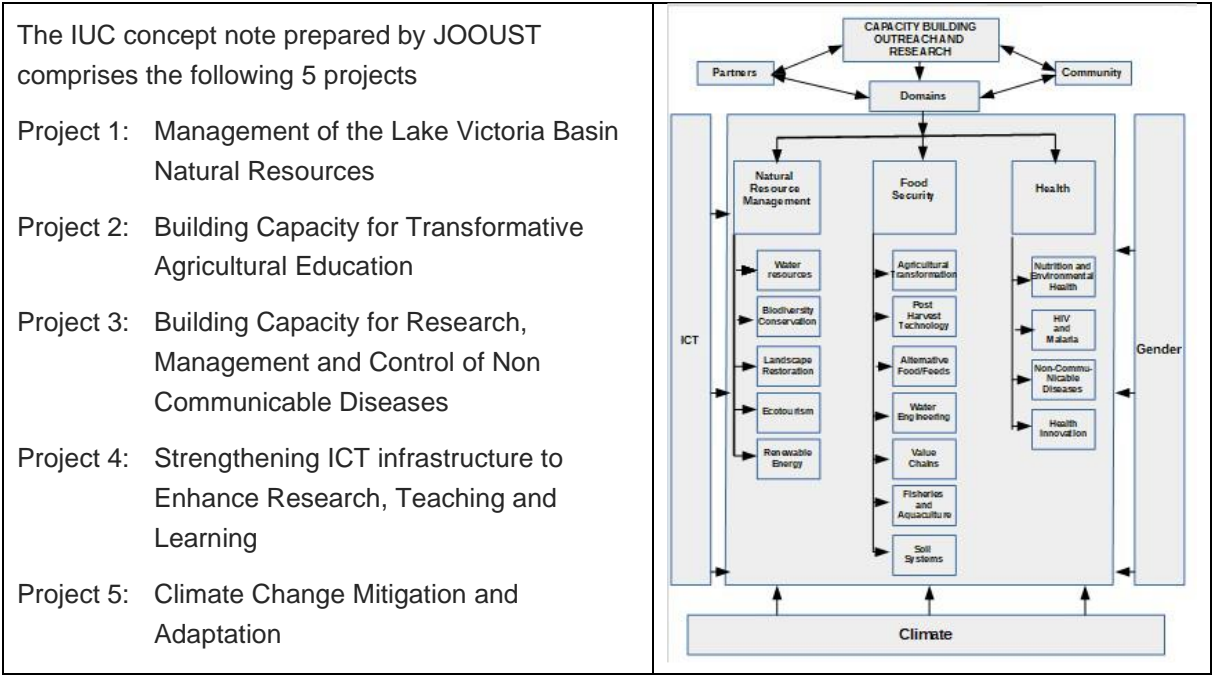 The IUC concept note prepared by JOOUST
comprises the following 5 projects
Project 1: Management of the Lake Victoria Basin
Natural Resources
Project 2: Building Capacity for Transformative
Agricultural Education
Project 3: Building Capacity for Research,
Management and Control of Non
Communicable Diseases
Project 4: Strengthening ICT infrastructure to
Enhance Research, Teaching and
Learning
Project 5: Climate Change Mitigation and
Adaptation
CAPACITY BUILDING
OUTREACH AND
RESEARCH
Partners
Community
Domains
ICT
Natural
Resource
Management
Water
resources
Biodiversity
Conservation
Landscape
Restoration
Ecotourism
Renewable
Energy
Food
Security
Agricultural
Transformation
Post
Harvest
Technology
Alternative
Food/Feeds
Water
Engineering
Value
Chains
Fisheries
and
Aquaculture
Soil
Systems
Health
Nutrition and
Environmental
Health
HIV
and
Malaria
Non-Commu-
Nicable
Diseases
Health
Innovation
Gender
Climate